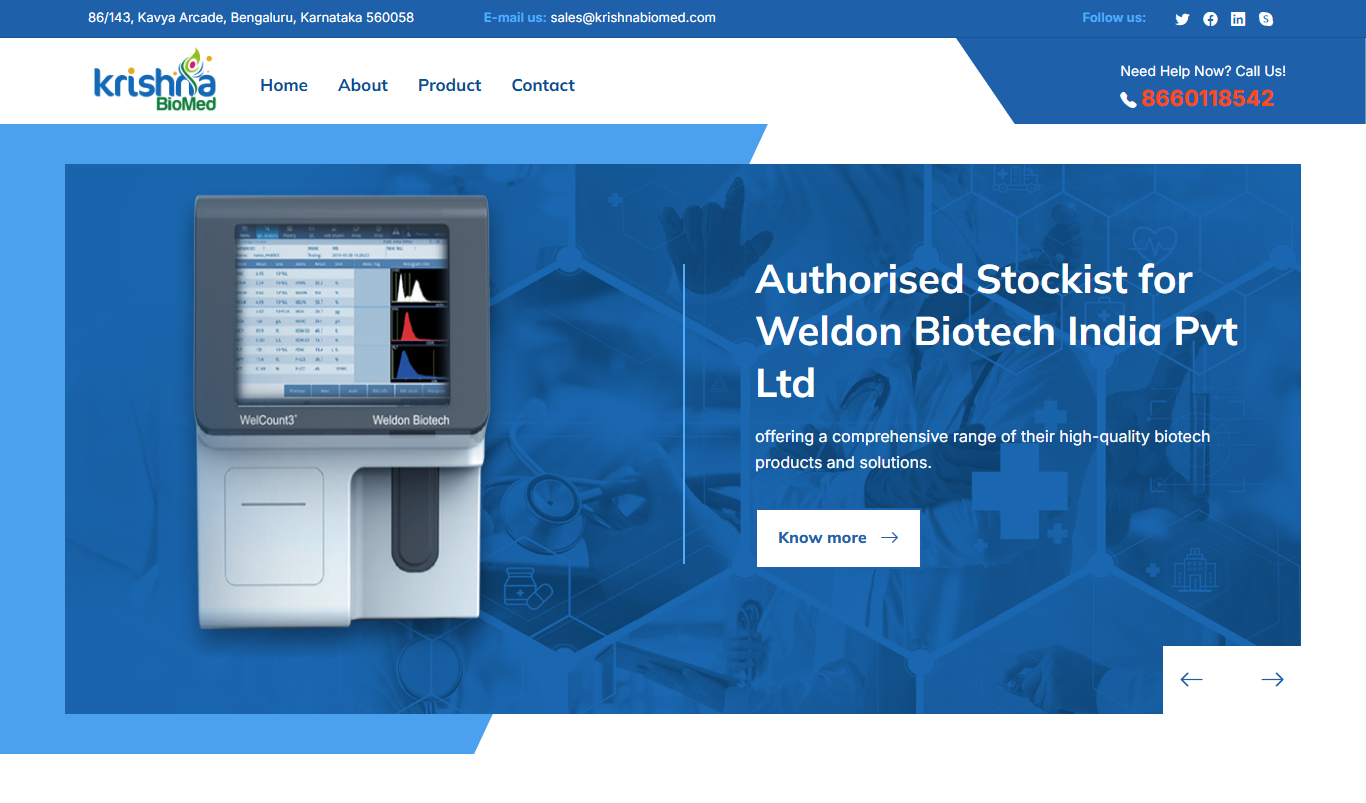 86/143, Kavya Arcade, Bengaluru, Karnataka 560058
E-mail us: sales@krishnabiomed.com
Follow us:
krishna
BioMed
Home
About
Product
Contact
Need Help Now? Call Us!
8660118542
WelCount3+
Weldon Biotech
Authorised Stockist for
Weldon Biotech India Pvt
Ltd
offering a comprehensive range of their high-quality biotech
products and solutions.
Know more